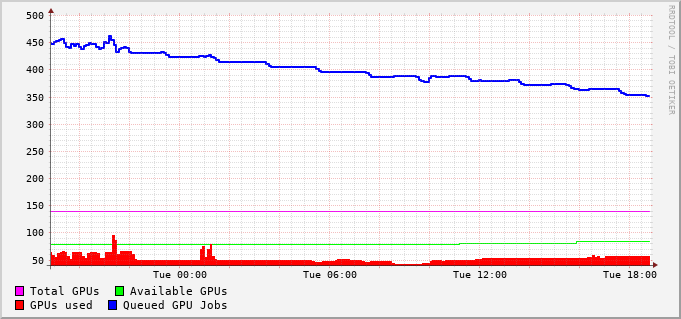 500
450
400
350
300
250
200
150
100
50
Tue 00:00 Tue 06:00 Tue 12:00 Tue 18:00
Total GPUs Available GPUs
GPUs used Queued GPU Jobs
RRDTOOL / TOBI OETIKER